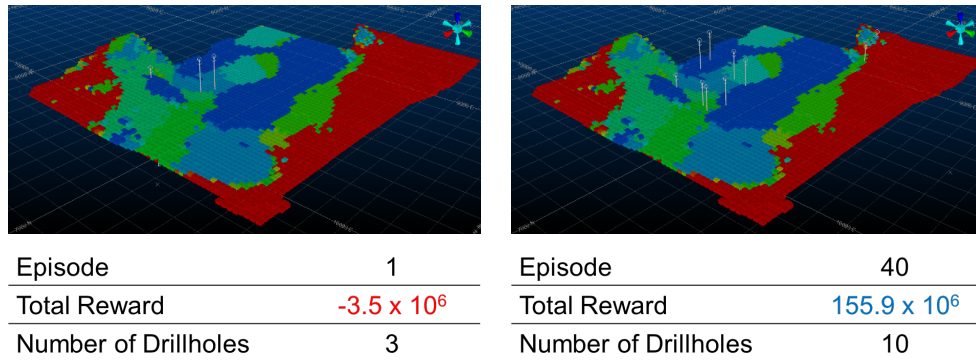 Episode 1
Total Reward -3.5 x 10⁶
Number of Drillholes 3
Episode 40
Total Reward 155.9 x 10⁶
Number of Drillholes 10